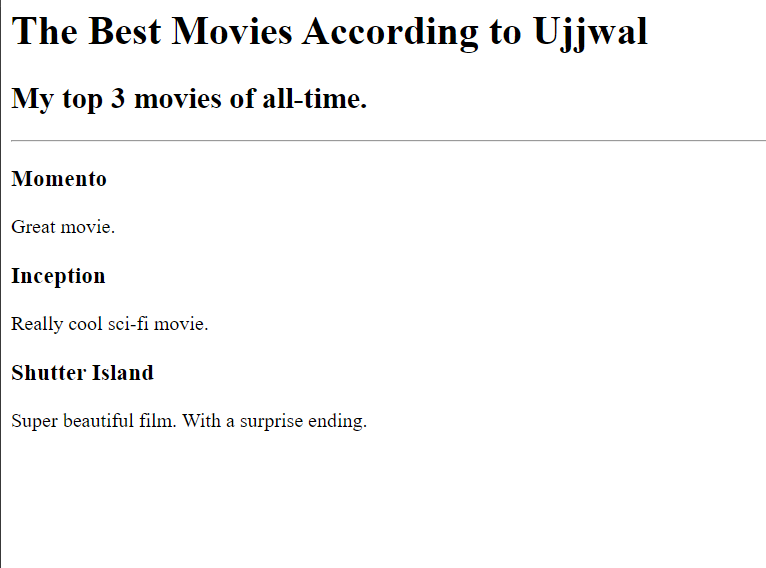 The Best Movies According to Ujjwal
My top 3 movies of all-time.
Momento
Great movie.
Inception
Really cool sci-fi movie.
Shutter Island
Super beautiful film. With a surprise ending.